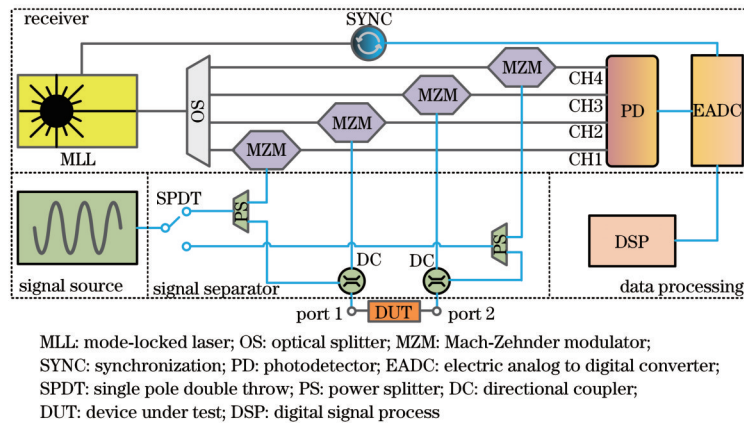 receiver
SYNC
MZM
CH4
MZM
CH3
MZM
CH2
MZM
CH1
OS
PD
EADC
MLL
SPDT
PS
PS
DSP
DC
DC
signal source
signal separator
data processing
port 1
DUT
port 2
MLL: mode-locked laser; OS: optical splitter; MZM: Mach-Zehnder modulator;
SYNC: synchronization; PD: photodetector; EADC: electric analog to digital converter;
SPDT: single pole double throw; PS: power splitter; DC: directional coupler;
DUT: device under test; DSP: digital signal process